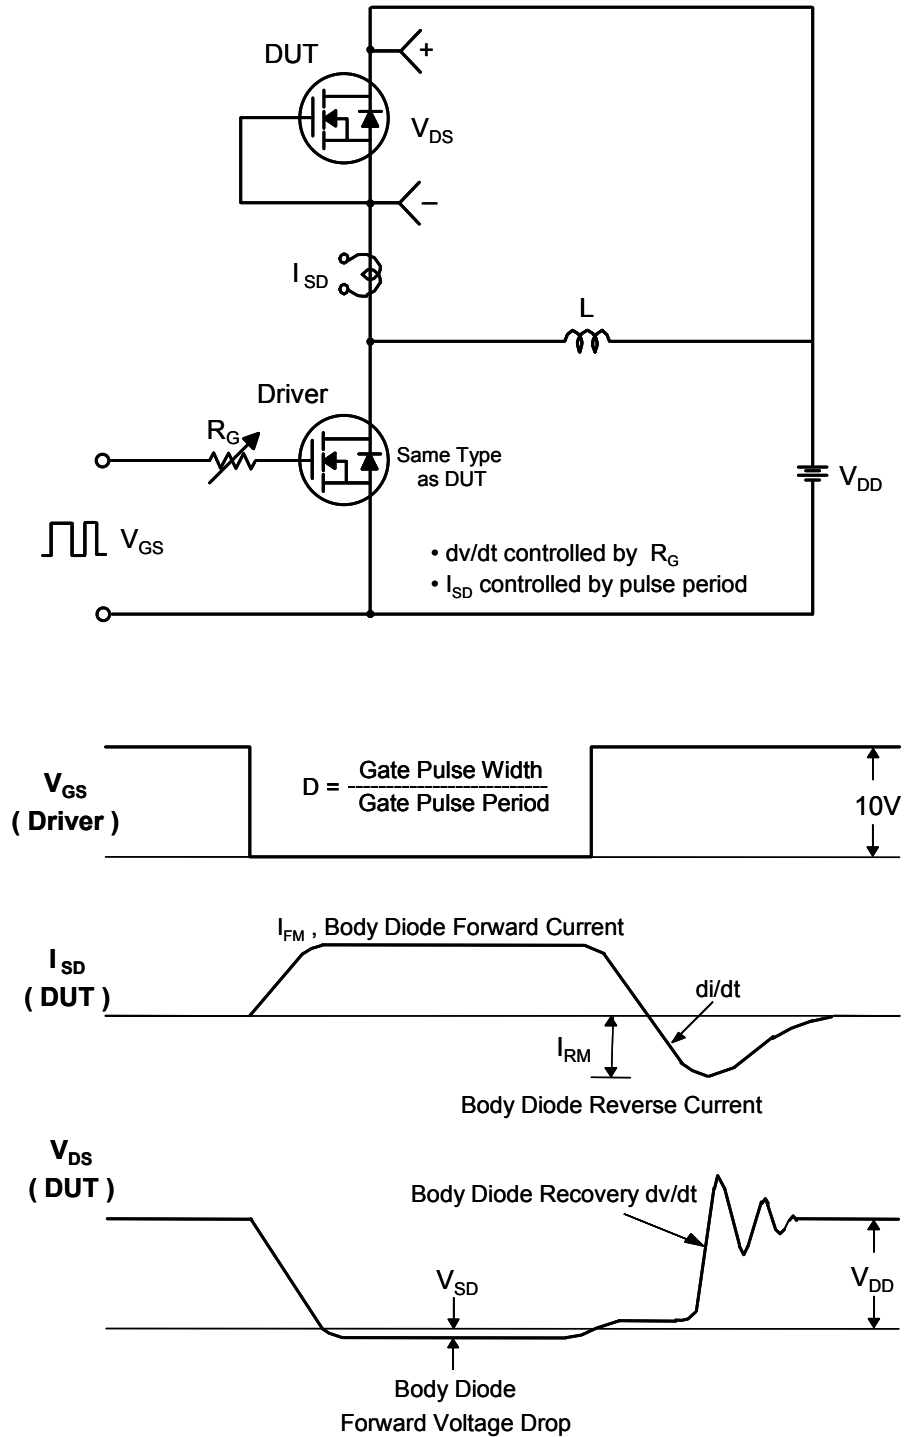 DUT
+
V_DS
−
I_SD
L
Driver
R_G
Same Type
as DUT
V_DD
V_GS
• dv/dt controlled by R_G
• I_SD controlled by pulse period
V_GS
( Driver )
D = Gate Pulse Width
Gate Pulse Period
10V
I_FM , Body Diode Forward Current
I_SD
( DUT )
di/dt
I_RM
Body Diode Reverse Current
V_DS
( DUT )
Body Diode Recovery dv/dt
V_SD
V_DD
Body Diode
Forward Voltage Drop